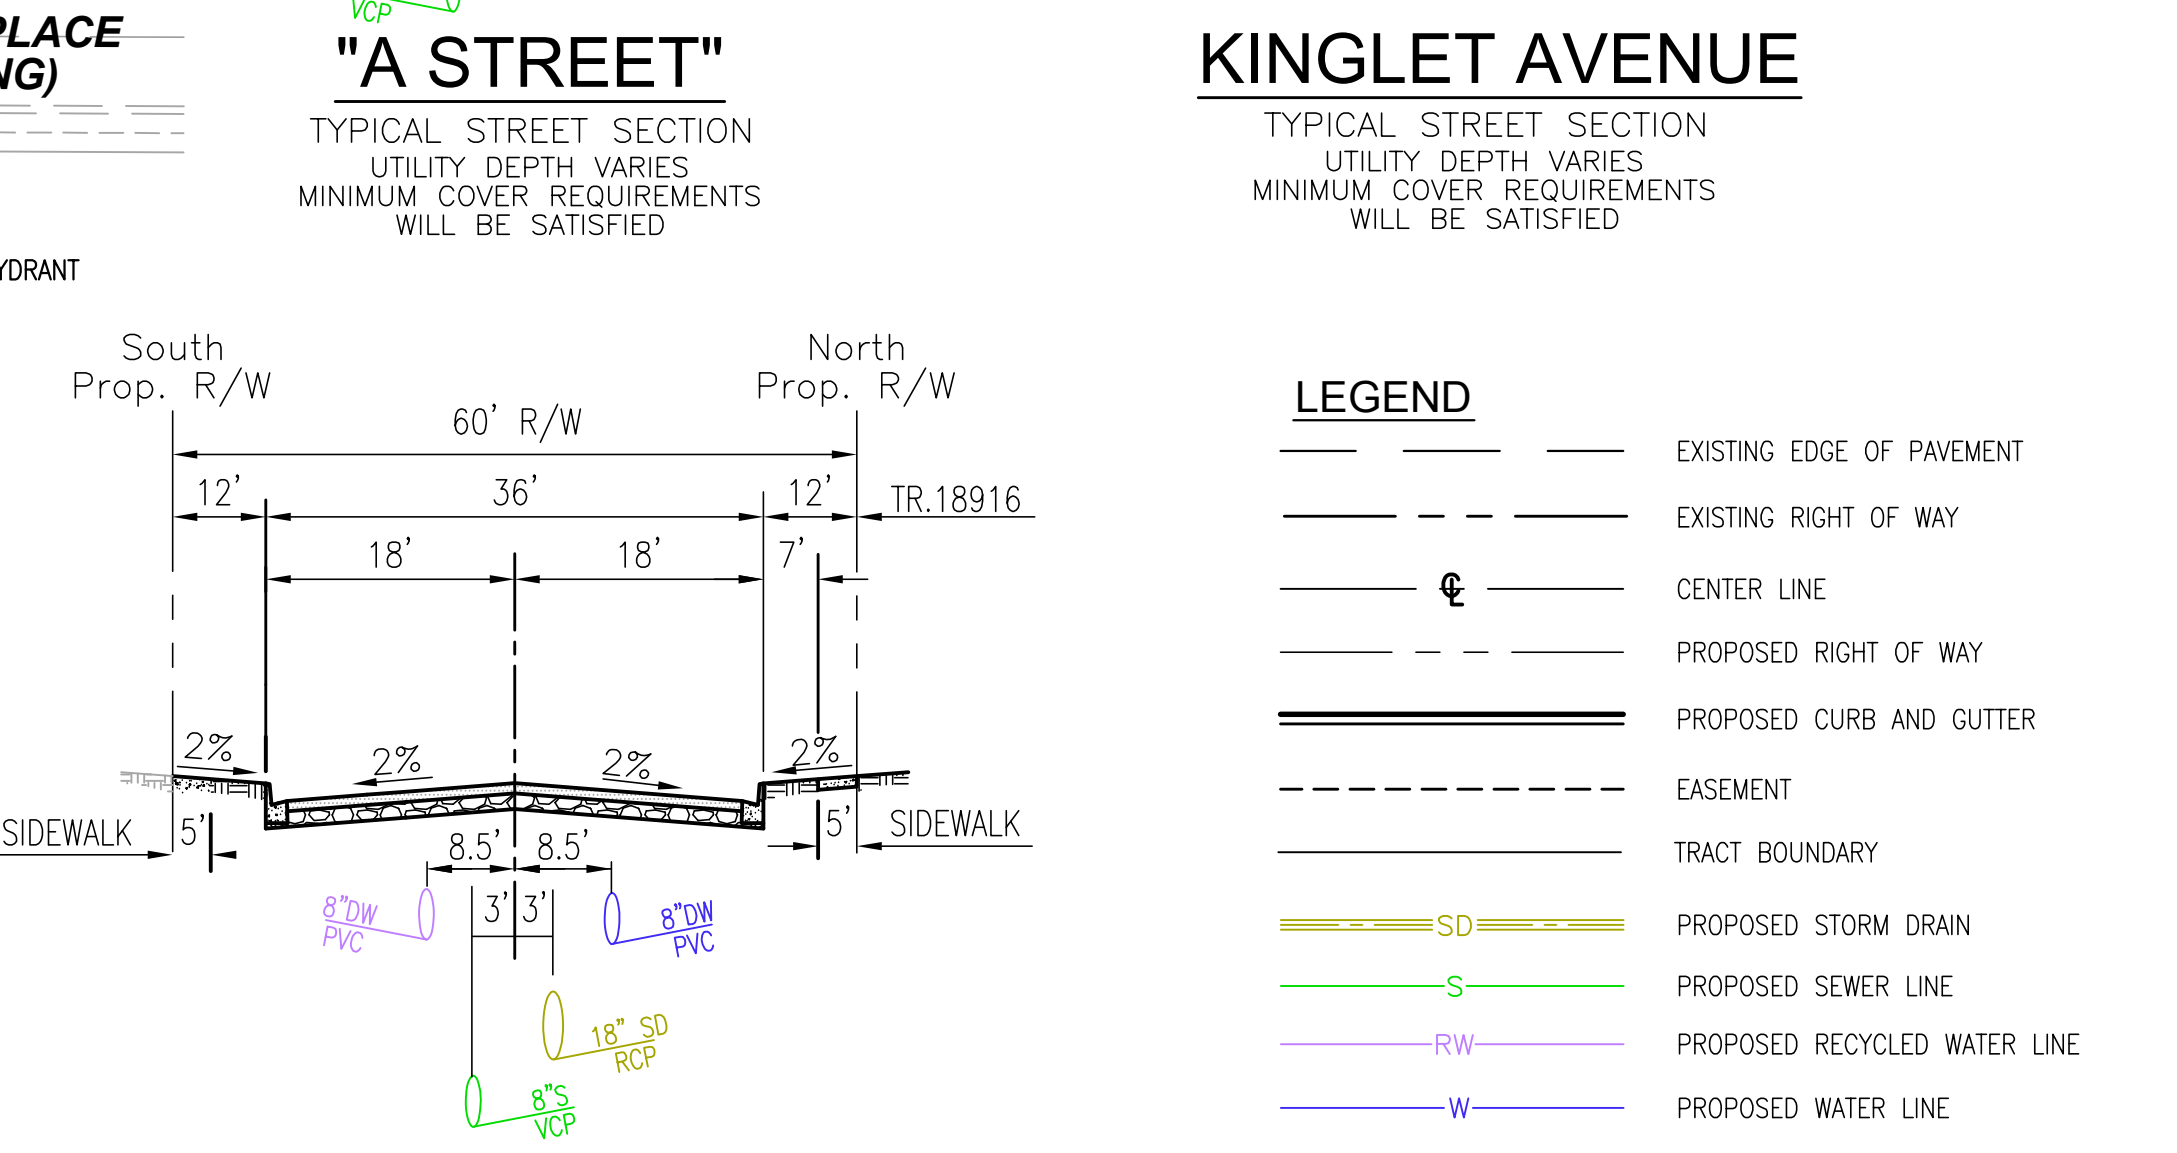 VCP
PLACE
NG)
"A STREET"
TYPICAL STREET SECTION
UTILITY DEPTH VARIES
MINIMUM COVER REQUIREMENTS
WILL BE SATISFIED
KINGLET AVENUE
TYPICAL STREET SECTION
UTILITY DEPTH VARIES
MINIMUM COVER REQUIREMENTS
WILL BE SATISFIED
YDRANT
South
Prop. R/W
North
Prop. R/W
60' R/W
12'
36'
12'
TR.18916
18'
18'
7'
2%
2%
2%
2%
SIDEWALK
5'
5'
SIDEWALK
8.5'
8.5'
3'
3'
8"DW
PVC
8"DW
PVC
18" SD
RCP
8"S
VCP
LEGEND
EXISTING EDGE OF PAVEMENT
EXISTING RIGHT OF WAY
℄ CENTER LINE
PROPOSED RIGHT OF WAY
PROPOSED CURB AND GUTTER
EASEMENT
TRACT BOUNDARY
SD PROPOSED STORM DRAIN
S PROPOSED SEWER LINE
RW PROPOSED RECYCLED WATER LINE
W PROPOSED WATER LINE